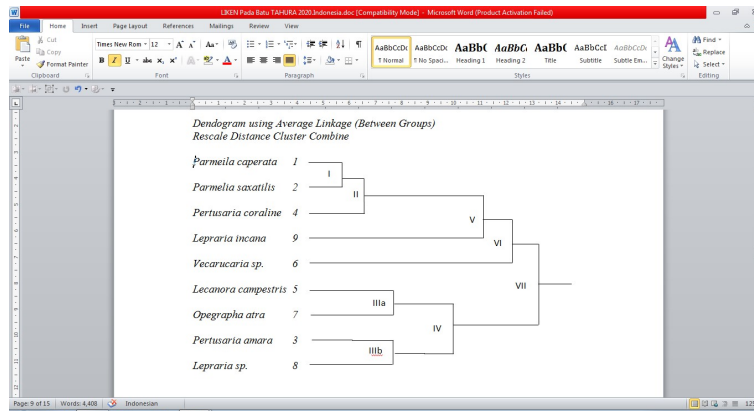 LIKEN Pada Batu TAHURA 2020.Indonesia.doc [Compatibility Mode] - Microsoft Word (Product Activation Failed)
File Home Insert Page Layout References Mailings Review View
Cut
Copy
Format Painter
Paste
Clipboard
Times New Rom 12
Font
Paragraph
AaBbCcDc AaBbCcDc AaBb( AaBbC AaBb( AaBbCcI AaBbCcDc
¶ Normal ¶ No Spaci... Heading 1 Heading 2 Title Subtitle Subtle Em...
Styles
Change Styles
Find
Replace
Select
Editing
Dendogram using Average Linkage (Between Groups)
Rescale Distance Cluster Combine
Parmeila caperata 1
I
Parmelia saxatilis 2
II
Pertusaria coraline 4
V
Lepraria incana 9
VI
Vecarucaria sp. 6
VII
Lecanora campestris 5
IIIa
Opegrapha atra 7
IV
Pertusaria amara 3
IIIb
Lepraria sp. 8
Page: 9 of 15 Words: 4,408 Indonesian